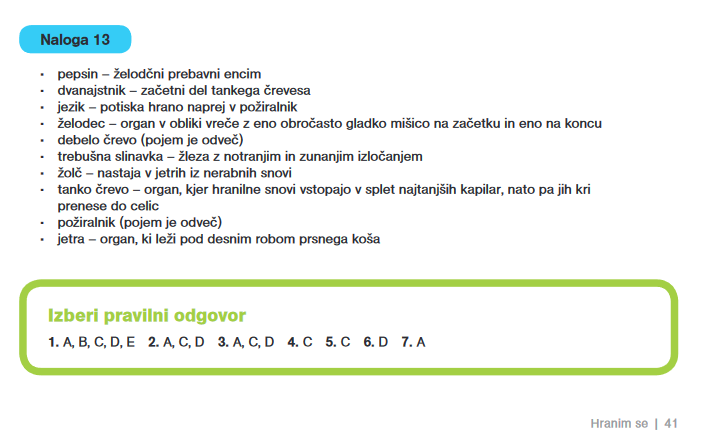 Naloga 13
• pepsin – želodčni prebavni encim
• dvanajstnik – začetni del tankega črevesa
• jezik – potiska hrano naprej v požiralnik
• želodec – organ v obliki vreče z eno obročasto gladko mišico na začetku in eno na koncu
• debelo črevo (pojem je odveč)
• trebušna slinavka – žleza z notranjim in zunanjim izločanjem
• žolč – nastaja v jetrih iz nerabnih snovi
• tanko črevo – organ, kjer hranilne snovi vstopajo v splet najtanjših kapilar, nato pa jih kri
prenese do celic
• požiralnik (pojem je odveč)
• jetra – organ, ki leži pod desnim robom prsnega koša
Izberi pravilni odgovor
1. A, B, C, D, E 2. A, C, D 3. A, C, D 4. C 5. C 6. D 7. A
Hranim se | 41